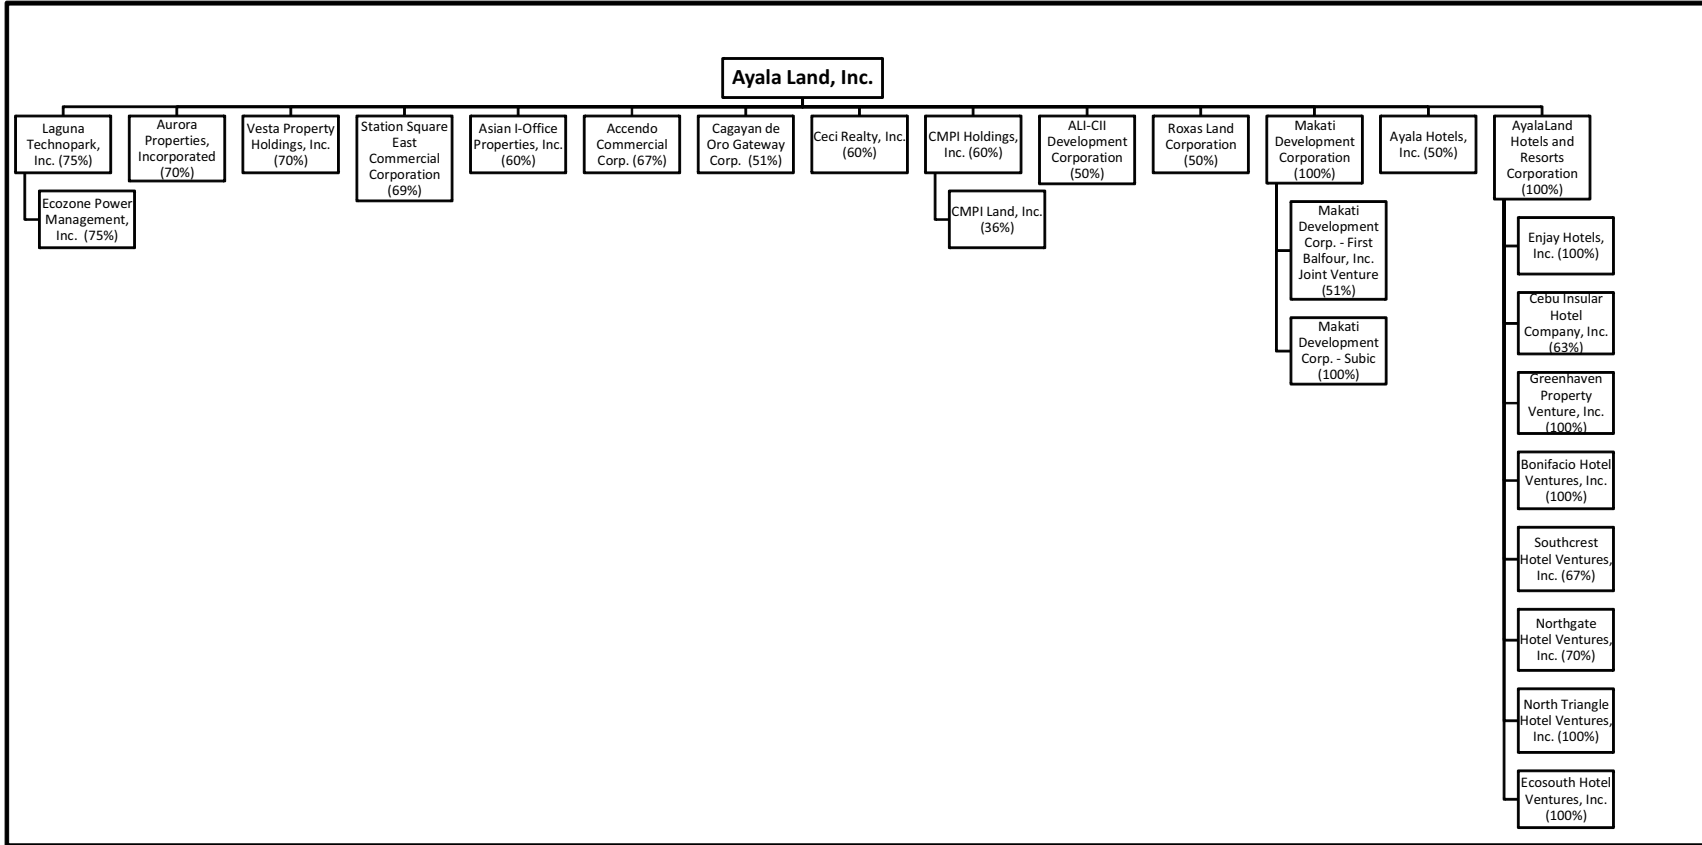 Ayala Land, Inc.
Laguna
Technopark,
Inc. (75%)
Ecozone Power
Management,
Inc. (75%)
Aurora
Properties,
Incorporated
(70%)
Vesta Property
Holdings, Inc.
(70%)
Station Square
East
Commercial
Corporation
(69%)
Asian I-Office
Properties, Inc.
(60%)
Accendo
Commercial
Corp. (67%)
Cagayan de
Oro Gateway
Corp. (51%)
Ceci Realty, Inc.
(60%)
CMPI Holdings,
Inc. (60%)
CMPI Land, Inc.
(36%)
ALI-CII
Development
Corporation
(50%)
Roxas Land
Corporation
(50%)
Makati
Development
Corporation
(100%)
Makati
Development
Corp. - First
Balfour, Inc.
Joint Venture
(51%)
Makati
Development
Corp. - Subic
(100%)
Ayala Hotels,
Inc. (50%)
AyalaLand
Hotels and
Resorts
Corporation
(100%)
Enjay Hotels,
Inc. (100%)
Cebu Insular
Hotel
Company, Inc.
(63%)
Greenhaven
Property
Venture, Inc.
(100%)
Bonifacio Hotel
Ventures, Inc.
(100%)
Southcrest
Hotel Ventures,
Inc. (67%)
Northgate
Hotel Ventures,
Inc. (70%)
North Triangle
Hotel Ventures,
Inc. (100%)
Ecosouth Hotel
Ventures, Inc.
(100%)